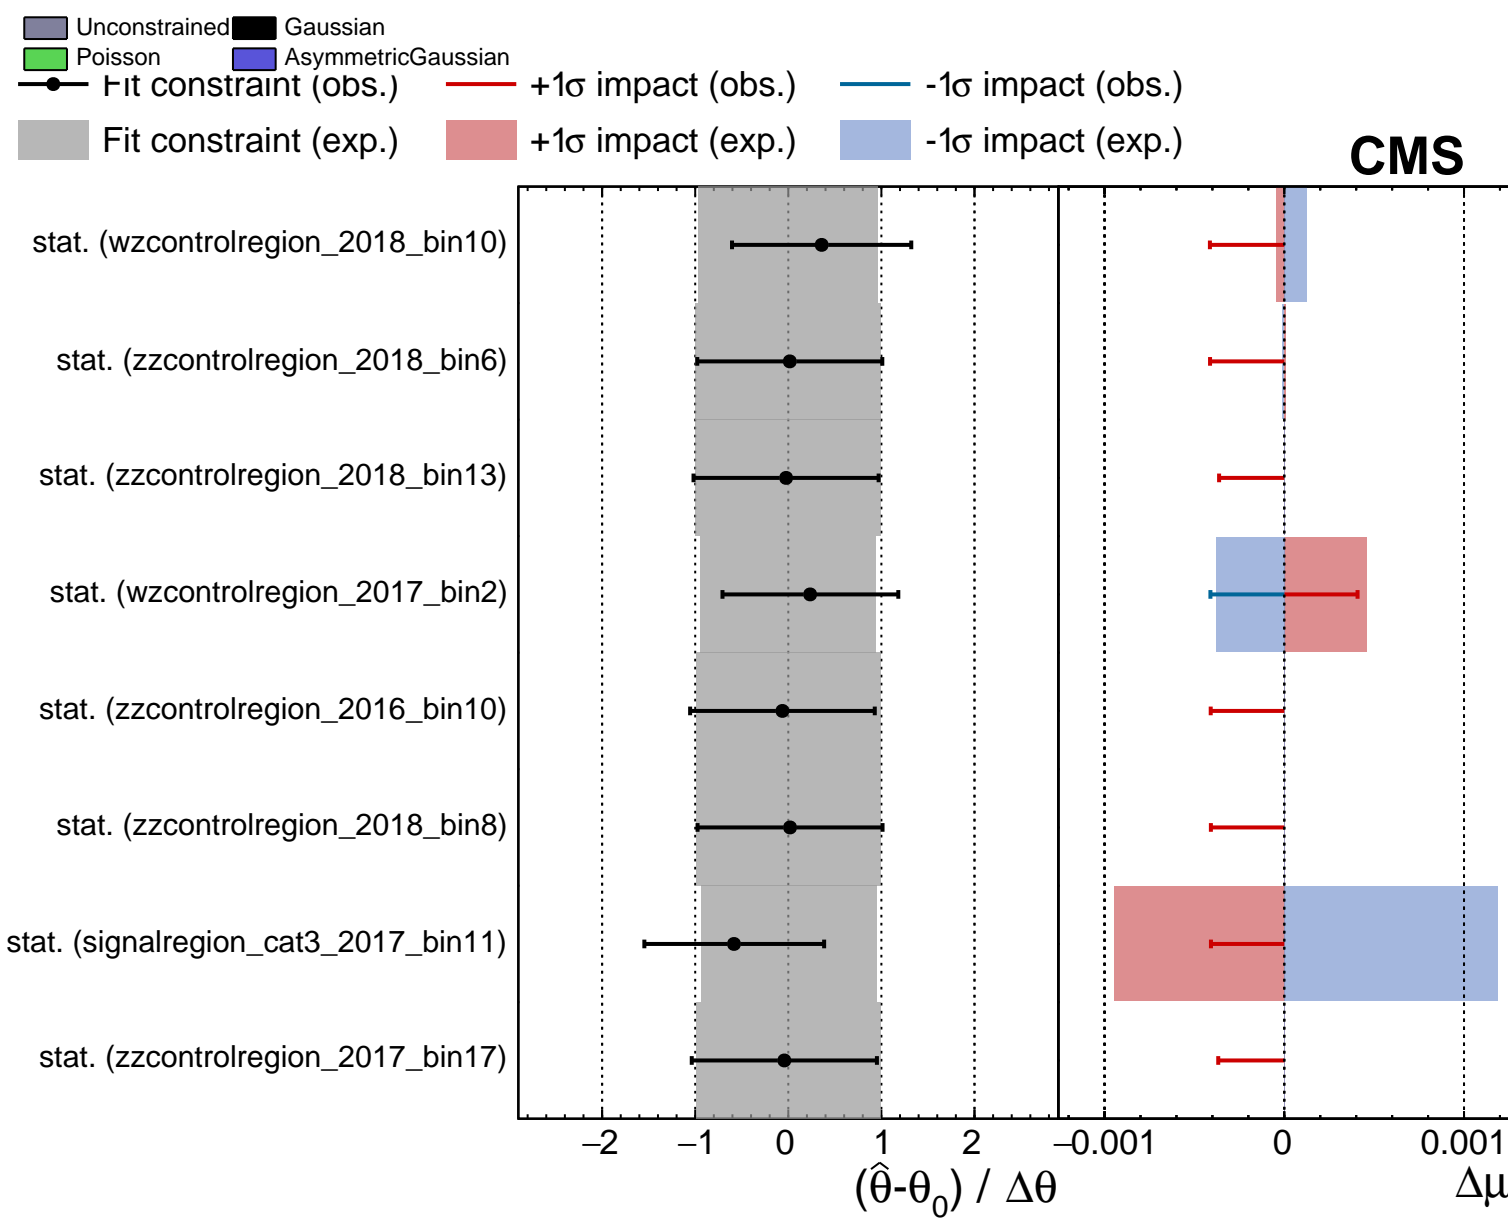 Unconstrained Gaussian
Poisson AsymmetricGaussian
Fit constraint (obs.) +1σ impact (obs.) -1σ impact (obs.)
Fit constraint (exp.) +1σ impact (exp.) -1σ impact (exp.)
CMS
stat. (wzcontrolregion_2018_bin10)
stat. (zzcontrolregion_2018_bin6)
stat. (zzcontrolregion_2018_bin13)
stat. (wzcontrolregion_2017_bin2)
stat. (zzcontrolregion_2016_bin10)
stat. (zzcontrolregion_2018_bin8)
stat. (signalregion_cat3_2017_bin11)
stat. (zzcontrolregion_2017_bin17)
−2 −1 0 1 2 −0.001 0 0.001
(θ̂-θ₀) / Δθ Δμ